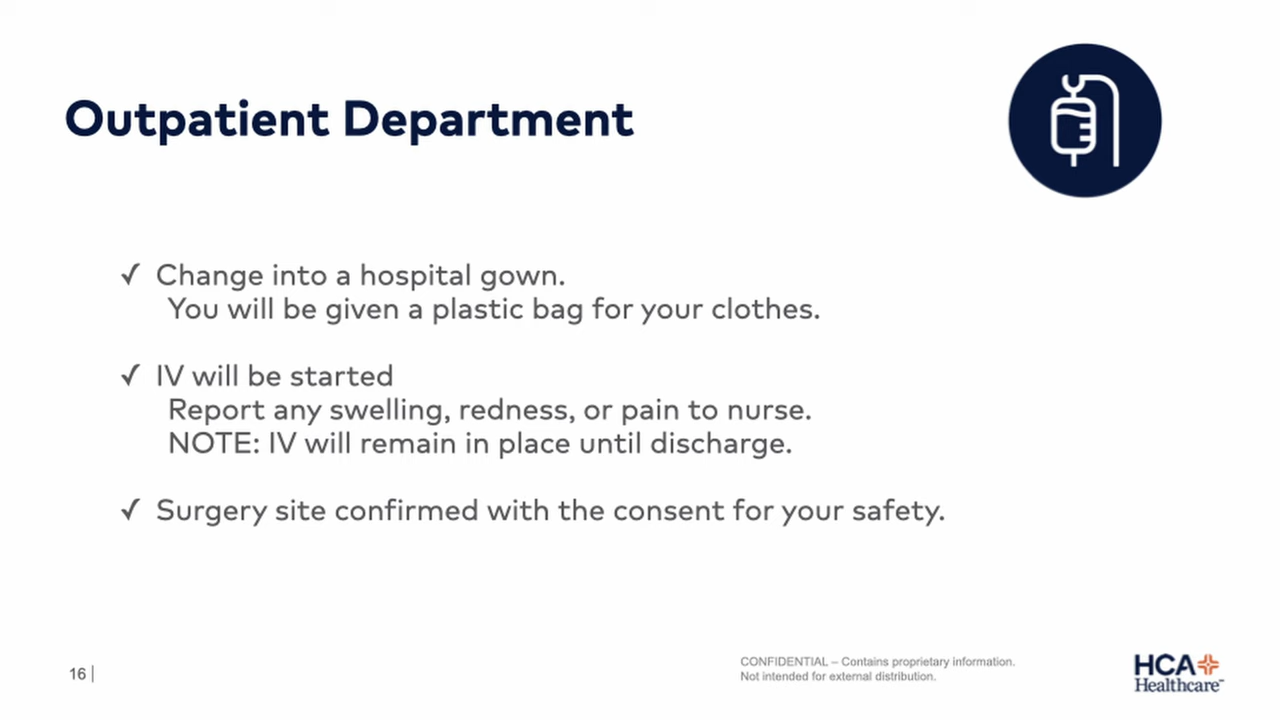 Outpatient Department
✓ Change into a hospital gown.
You will be given a plastic bag for your clothes.
✓ IV will be started
Report any swelling, redness, or pain to nurse.
NOTE: IV will remain in place until discharge.
✓ Surgery site confirmed with the consent for your safety.
16 |
CONFIDENTIAL – Contains proprietary information.
Not intended for external distribution.
HCA
Healthcare™